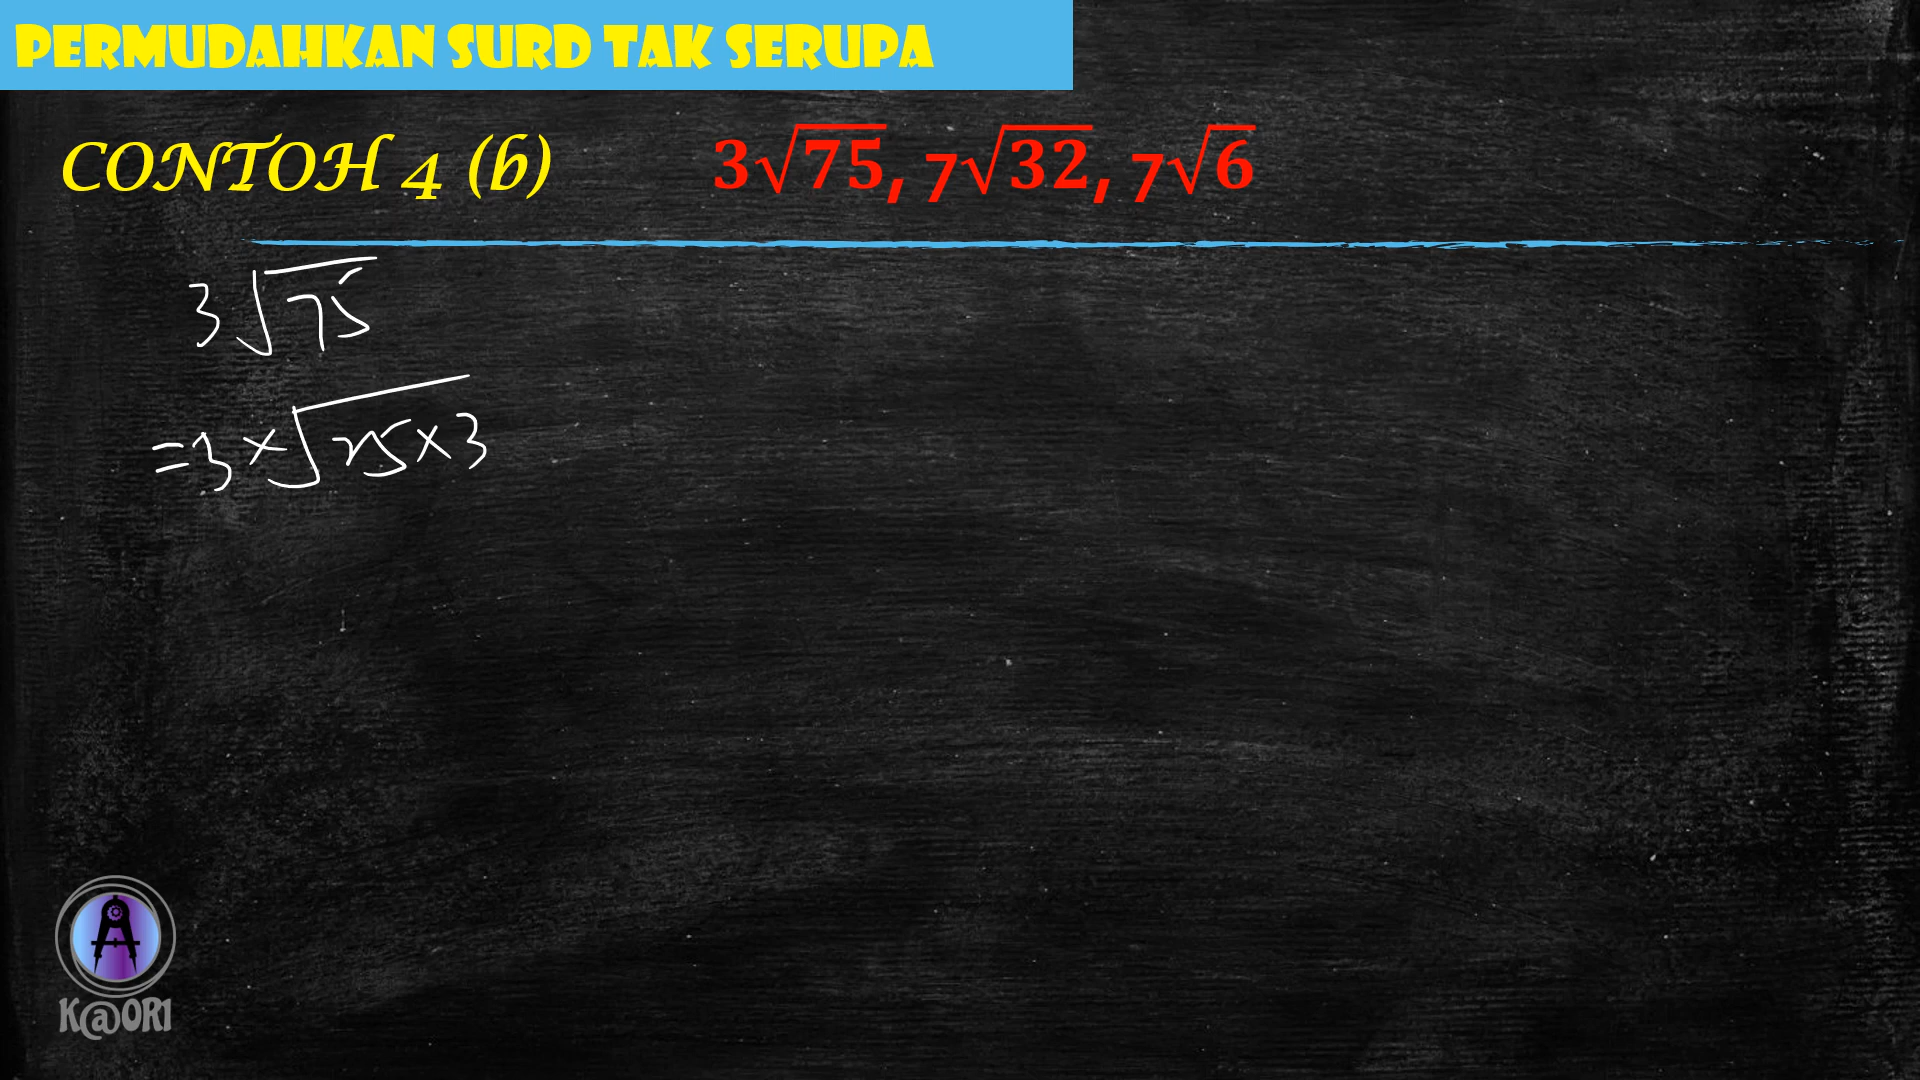 PERMUDAHKAN SURD TAK SERUPA
CONTOH 4 (b) 3√75, 7√32, 7√6
3√75
=3×√25×3
K@ORI